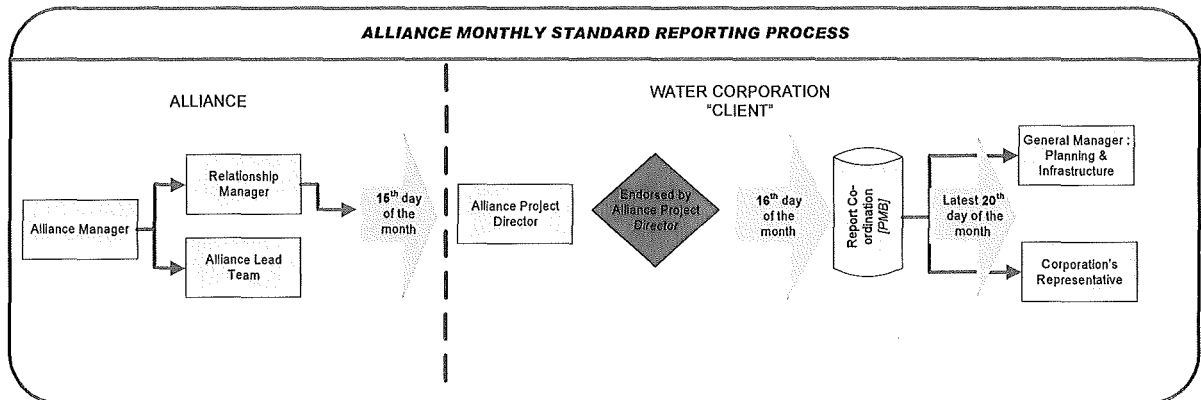 ALLIANCE MONTHLY STANDARD REPORTING PROCESS
ALLIANCE
WATER CORPORATION
"CLIENT"
Alliance Manager
Relationship
Manager
Alliance Lead
Team
15th day
of the
month
Alliance Project
Director
Endorsed by
Alliance Project
Director
16th day
of the
month
Report Co-
ordination
[PMB]
Latest 20th
day of the
month
General Manager :
Planning &
Infrastructure
Corporation's
Representative